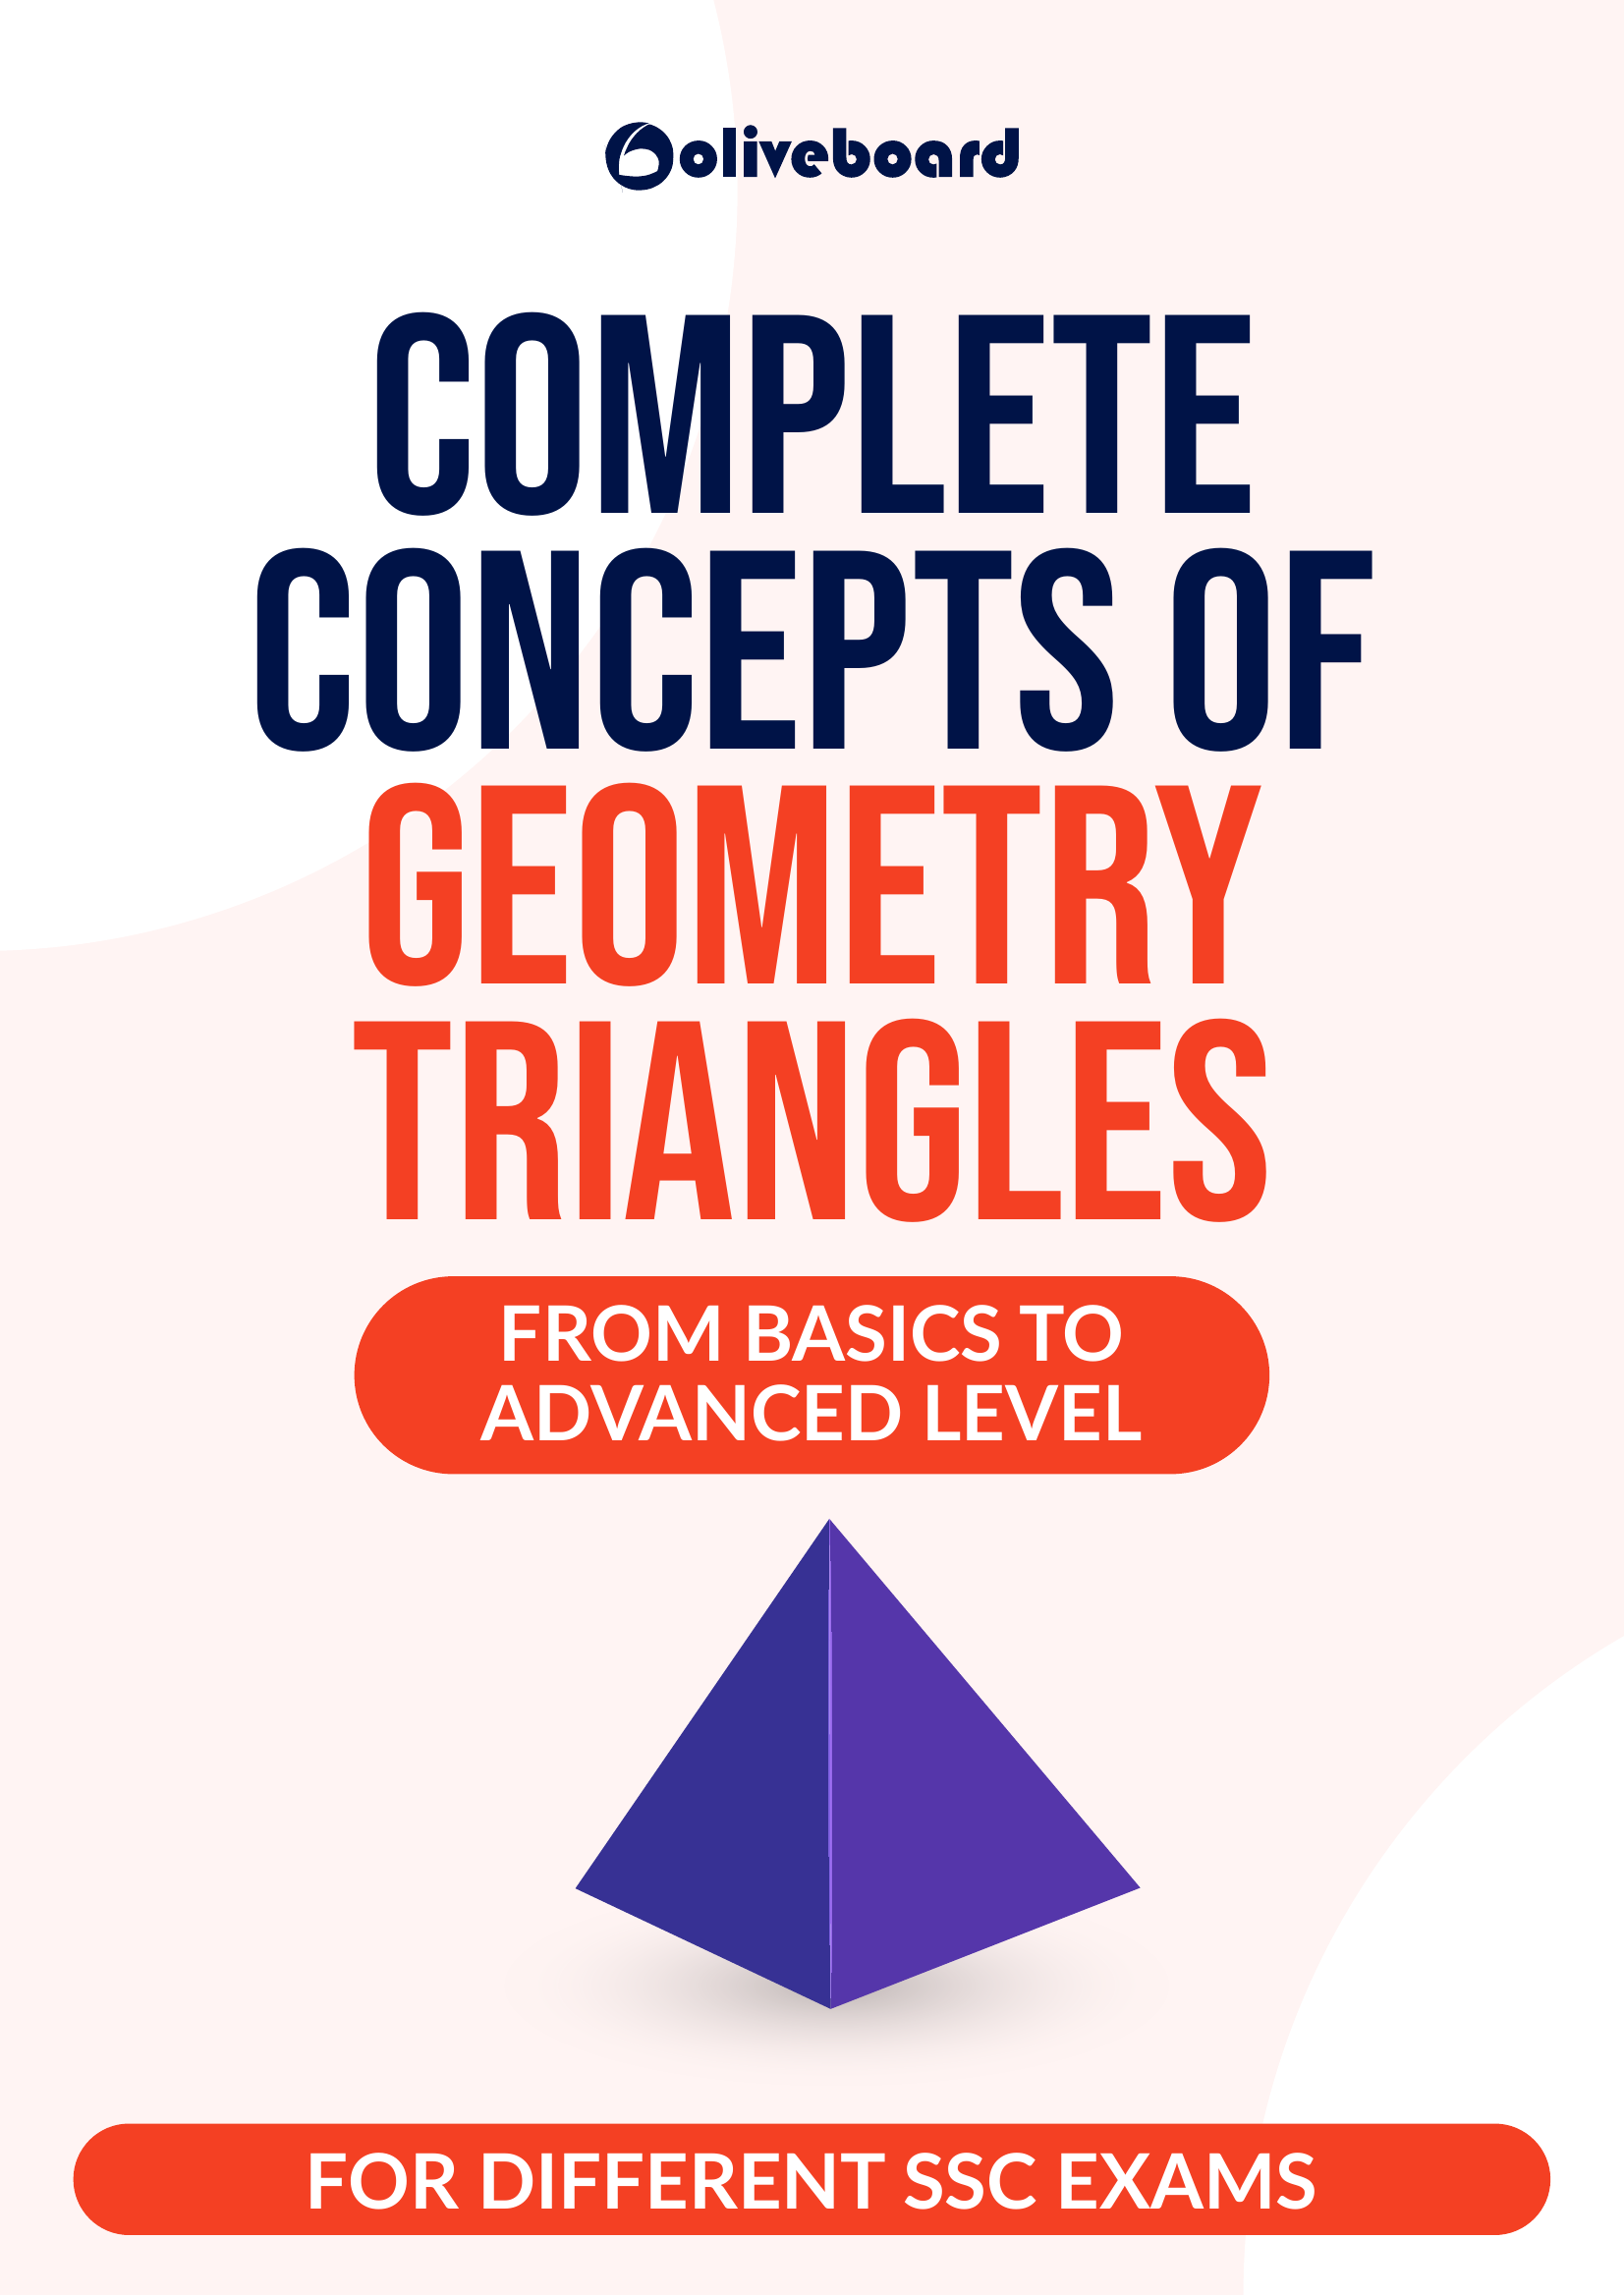 oliveboard
COMPLETE
CONCEPTS OF
GEOMETRY
TRIANGLES
FROM BASICS TO
ADVANCED LEVEL
FOR DIFFERENT SSC EXAMS